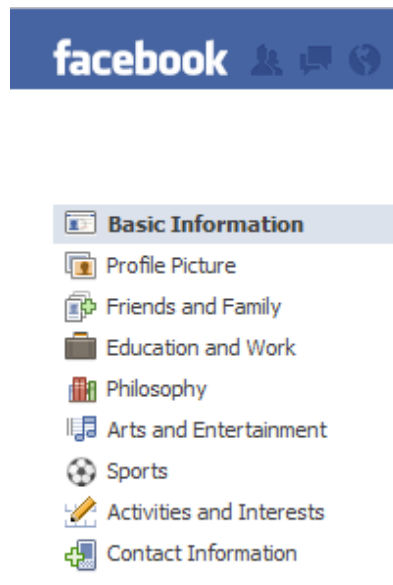 facebook
Basic Information
Profile Picture
Friends and Family
Education and Work
Philosophy
Arts and Entertainment
Sports
Activities and Interests
Contact Information